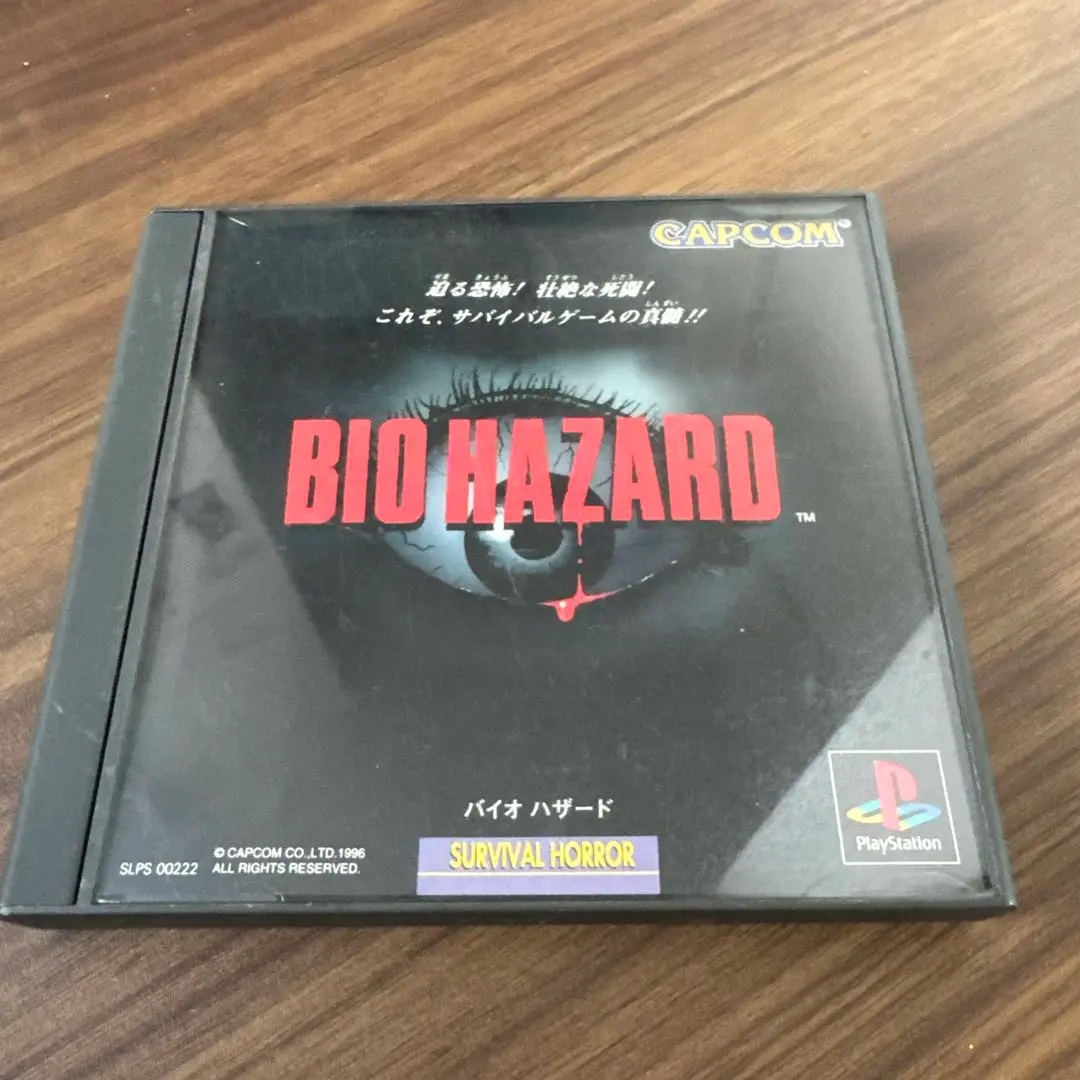 CAPCOM®
迫る恐怖! 壮絶な死闘!
これぞ、サバイバルゲームの真髄!!
BIO HAZARD ™
バイオ ハザード
SURVIVAL HORROR
SLPS 00222
© CAPCOM CO.,LTD.1996
ALL RIGHTS RESERVED.
PlayStation